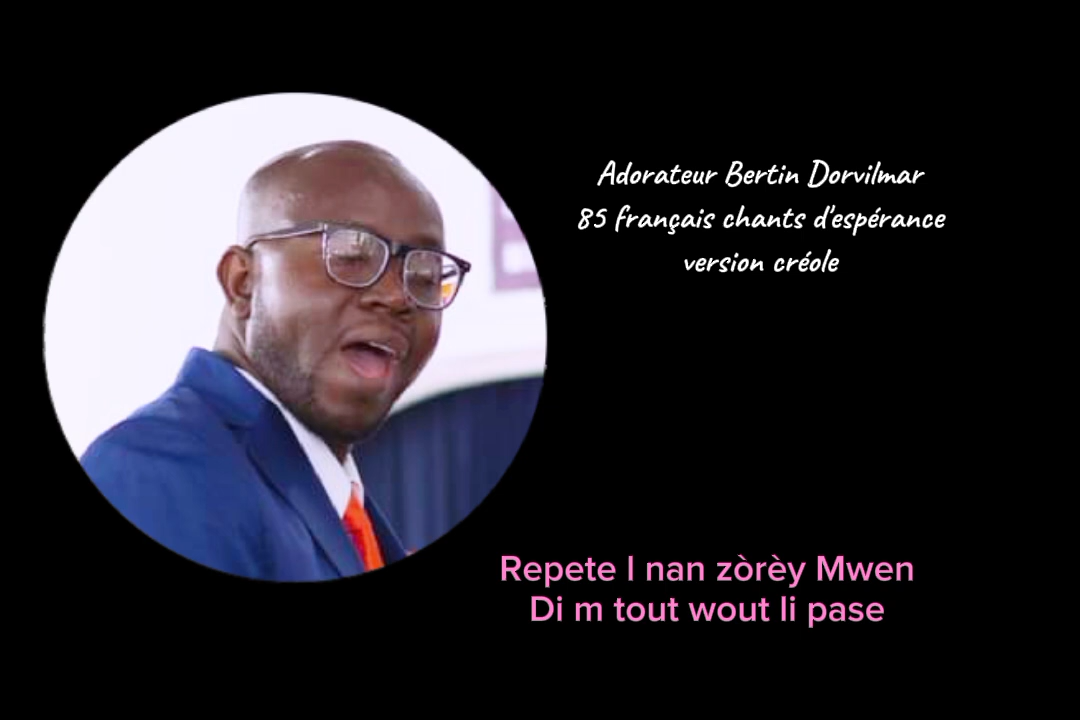 Adorateur Bertin Dorvilmar
85 français chants d'espérance
version créole
Repete l nan zòrèy Mwen
Di m tout wout li pase